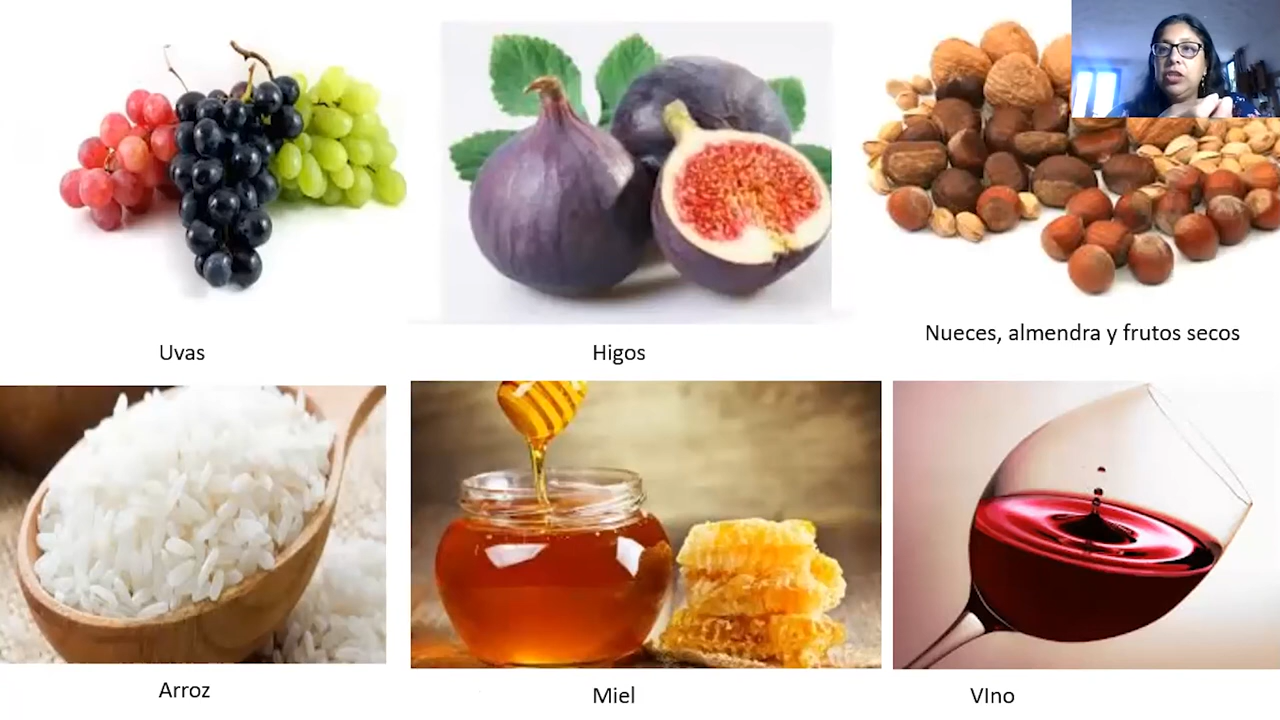 Uvas
Higos
Nueces, almendra y frutos secos
Arroz
Miel
VIno